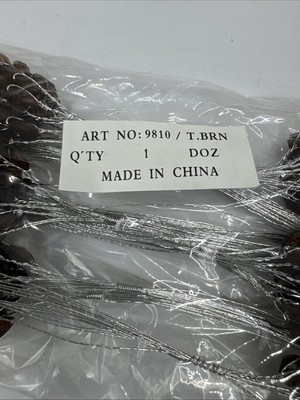 ART NO: 9810 / T.BRN
Q'TY 1 DOZ
MADE IN CHINA